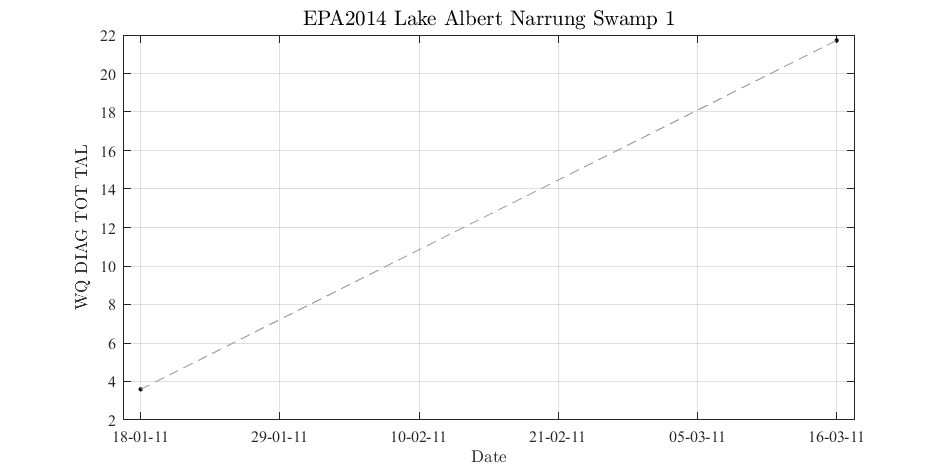 EPA2014 Lake Albert Narrung Swamp 1
22
20
18
16
14
12
10
8
6
4
2
WQ DIAG TOT TAL
18-01-11 29-01-11 10-02-11 21-02-11 05-03-11 16-03-11
Date